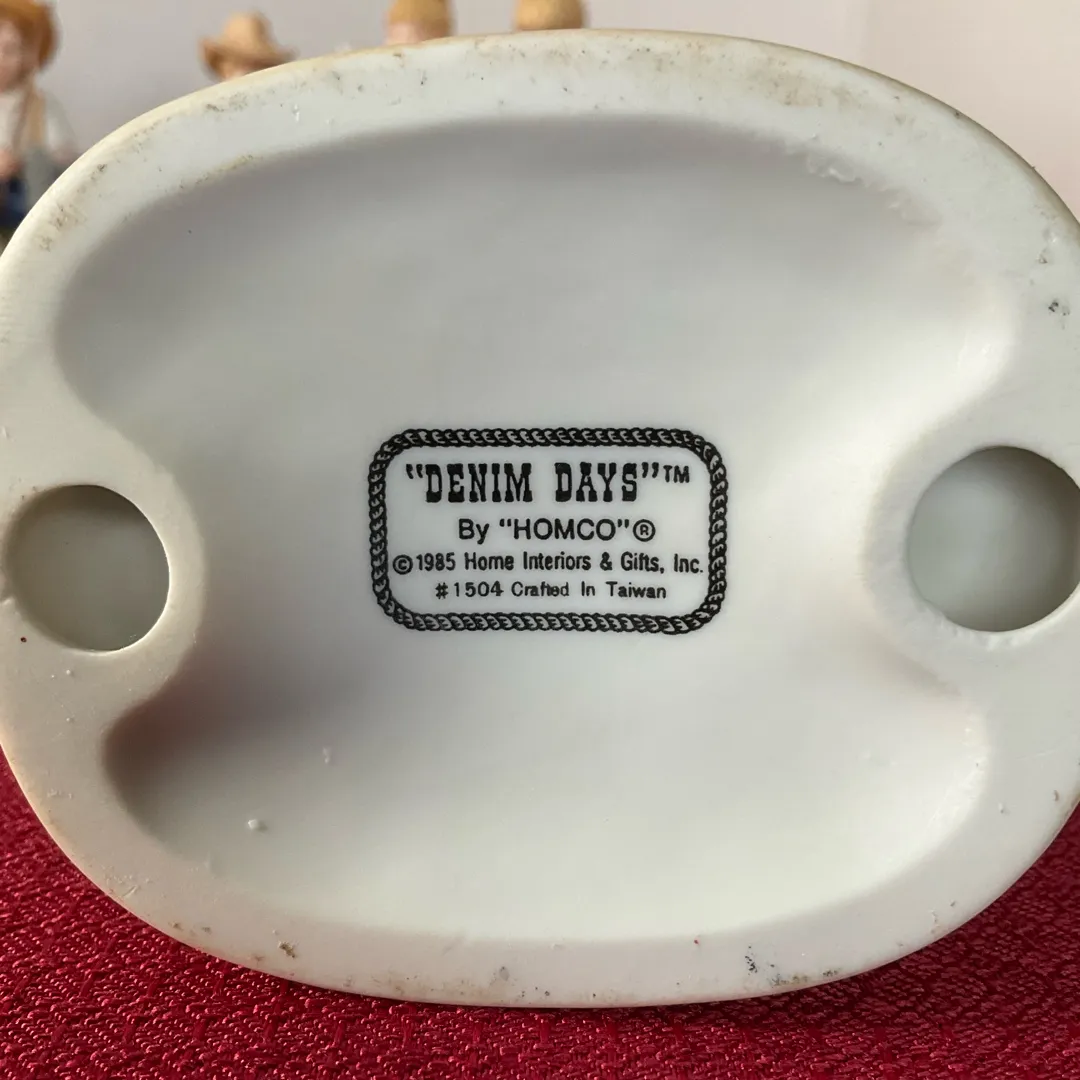 "DENIM DAYS"™
By "HOMCO"®
©1985 Home Interiors & Gifts, Inc.
#1504 Crafted In Taiwan